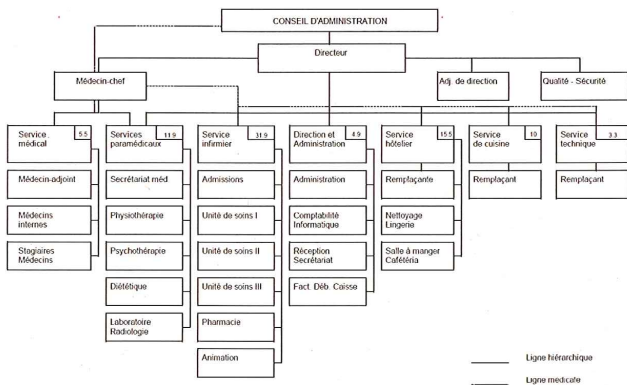 CONSEIL D'ADMINISTRATION
Directeur
Médecin-chef
Adj. de direction
Qualité - Sécurité
Service
médical
5.5
Services
paramédicaux
11.9
Service
infirmier
31.9
Direction et
Administration
4.9
Service
hôtelier
15.5
Service
de cuisine
10
Service
technique
3.3
Médecin-adjoint
Secrétariat méd.
Admissions
Administration
Remplaçante
Remplaçant
Remplaçant
Médecins
internes
Physiothérapie
Unité de soins I
Comptabilité
Informatique
Nettoyage
Lingerie
Stagiaires
Médecins
Psychothérapie
Unité de soins II
Réception
Secrétariat
Salle à manger
Cafétéria
Diététique
Unité de soins III
Fact. Déb. Caisse
Laboratoire
Radiologie
Pharmacie
Animation
Ligne hiérarchique
Ligne medicale